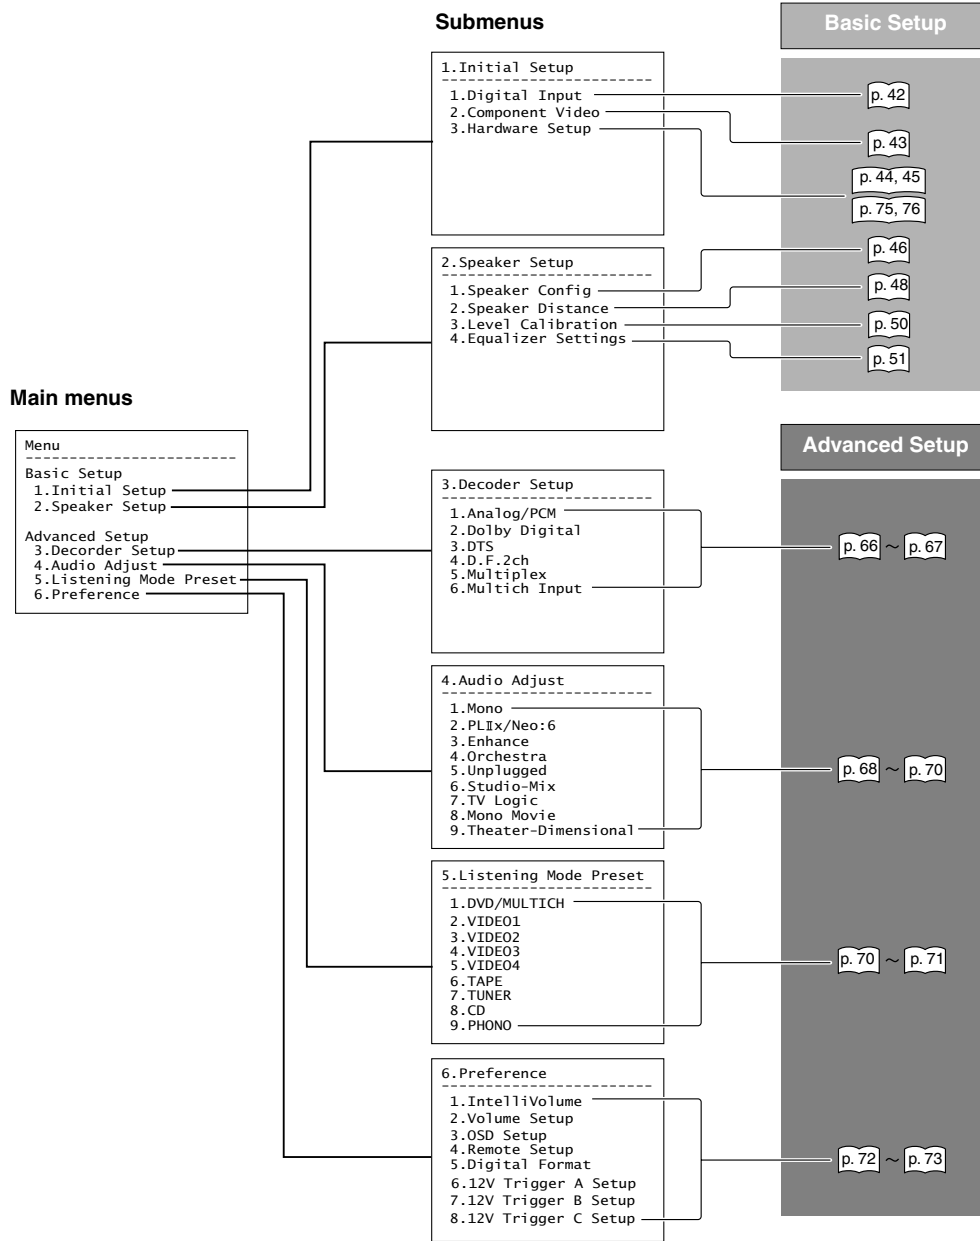 Submenus
Basic Setup
1.Initial Setup
1.Digital Input
2.Component Video
3.Hardware Setup
p. 42
p. 43
p. 44, 45
p. 75, 76
2.Speaker Setup
1.Speaker Config
2.Speaker Distance
3.Level Calibration
4.Equalizer Settings
p. 46
p. 48
p. 50
p. 51
Main menus
Menu
Basic Setup
1.Initial Setup
2.Speaker Setup
Advanced Setup
3.Decorder Setup
4.Audio Adjust
5.Listening Mode Preset
6.Preference
Advanced Setup
3.Decoder Setup
1.Analog/PCM
2.Dolby Digital
3.DTS
4.D.F.2ch
5.Multiplex
6.Multich Input
p. 66 ~ p. 67
4.Audio Adjust
1.Mono
2.PLⅡx/Neo:6
3.Enhance
4.Orchestra
5.Unplugged
6.Studio-Mix
7.TV Logic
8.Mono Movie
9.Theater-Dimensional
p. 68 ~ p. 70
5.Listening Mode Preset
1.DVD/MULTICH
2.VIDEO1
3.VIDEO2
4.VIDEO3
5.VIDEO4
6.TAPE
7.TUNER
8.CD
9.PHONO
p. 70 ~ p. 71
6.Preference
1.IntelliVolume
2.Volume Setup
3.OSD Setup
4.Remote Setup
5.Digital Format
6.12V Trigger A Setup
7.12V Trigger B Setup
8.12V Trigger C Setup
p. 72 ~ p. 73